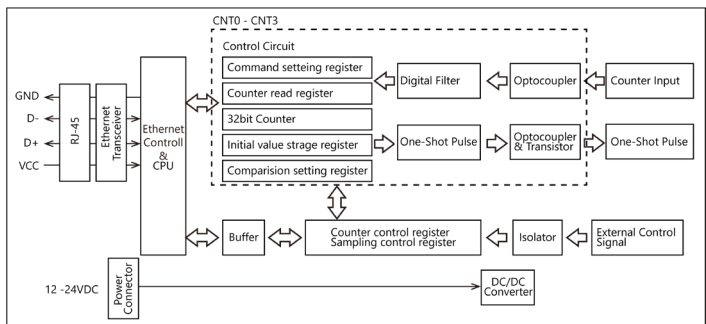 CNT0 - CNT3
Control Circuit
Command setteing register
Counter read register
32bit Counter
Initial value strage register
Comparision setting register
Digital Filter
Optocoupler
Counter Input
One-Shot Pulse
Optocoupler
& Transistor
One-Shot Pulse
GND
D-
D+
VCC
RJ-45
Ethernet
Transceiver
Ethernet
Controll
&
CPU
Buffer
Counter control register
Sampling control register
Isolator
External Control
Signal
12 -24VDC
Power
Connector
DC/DC
Converter